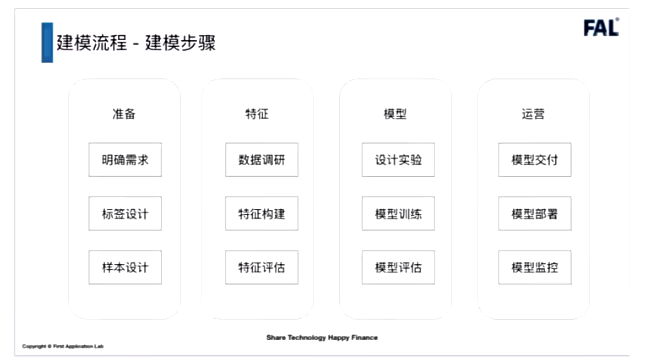 FAL
建模流程 - 建模步骤
准备
特征
模型
运营
明确需求
数据调研
设计实验
模型交付
标签设计
特征构建
模型训练
模型部署
样本设计
特征评估
模型评估
模型监控
Share Technology Happy Finance
Copyright © First Application Lab